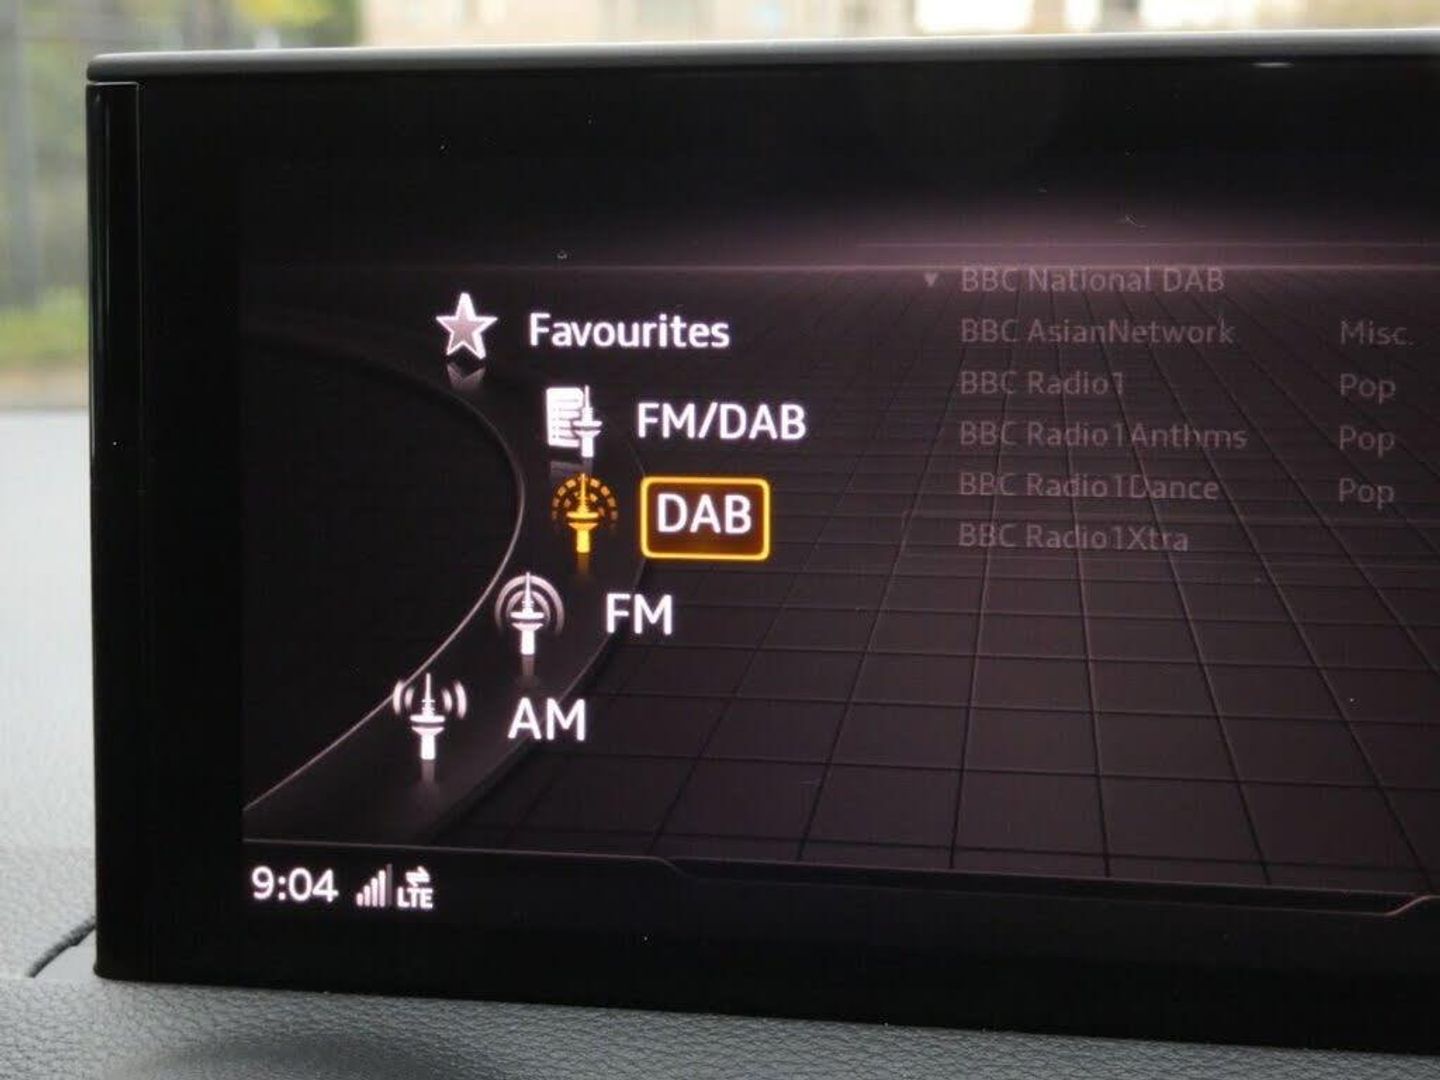 Favourites
FM/DAB
DAB
FM
AM
BBC National DAB
BBC AsianNetwork Misc.
BBC Radio1 Pop
BBC Radio1Anthms Pop
BBC Radio1Dance Pop
BBC Radio1Xtra
9:04 LTE